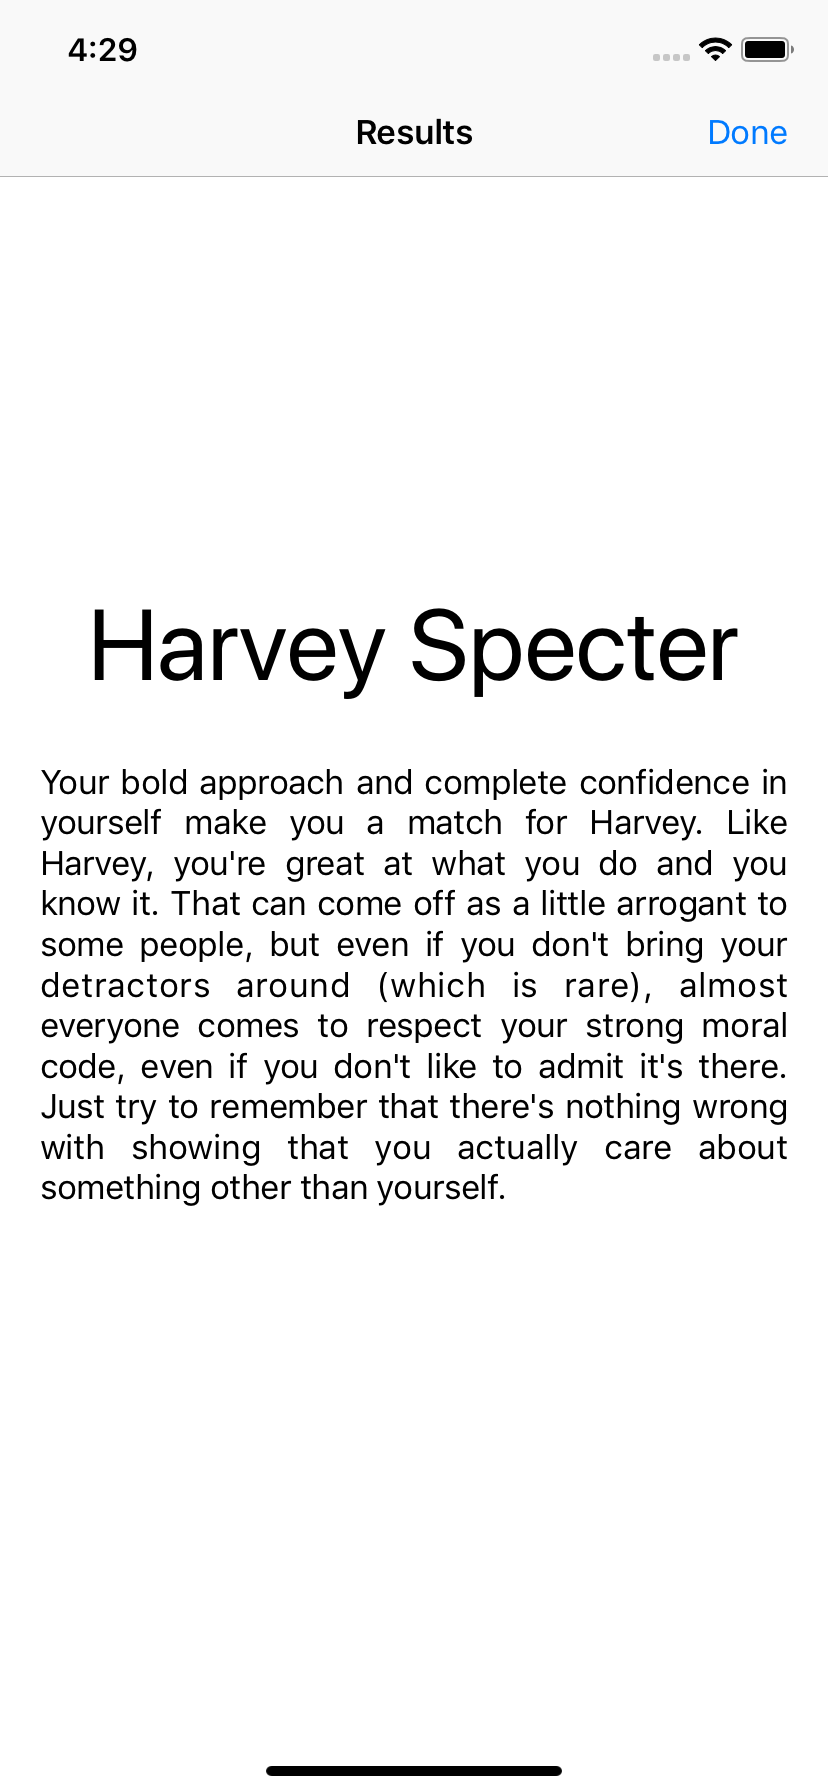 4:29
Results
Done
Harvey Specter
Your bold approach and complete confidence in
yourself make you a match for Harvey. Like
Harvey, you're great at what you do and you
know it. That can come off as a little arrogant to
some people, but even if you don't bring your
detractors around (which is rare), almost
everyone comes to respect your strong moral
code, even if you don't like to admit it's there.
Just try to remember that there's nothing wrong
with showing that you actually care about
something other than yourself.